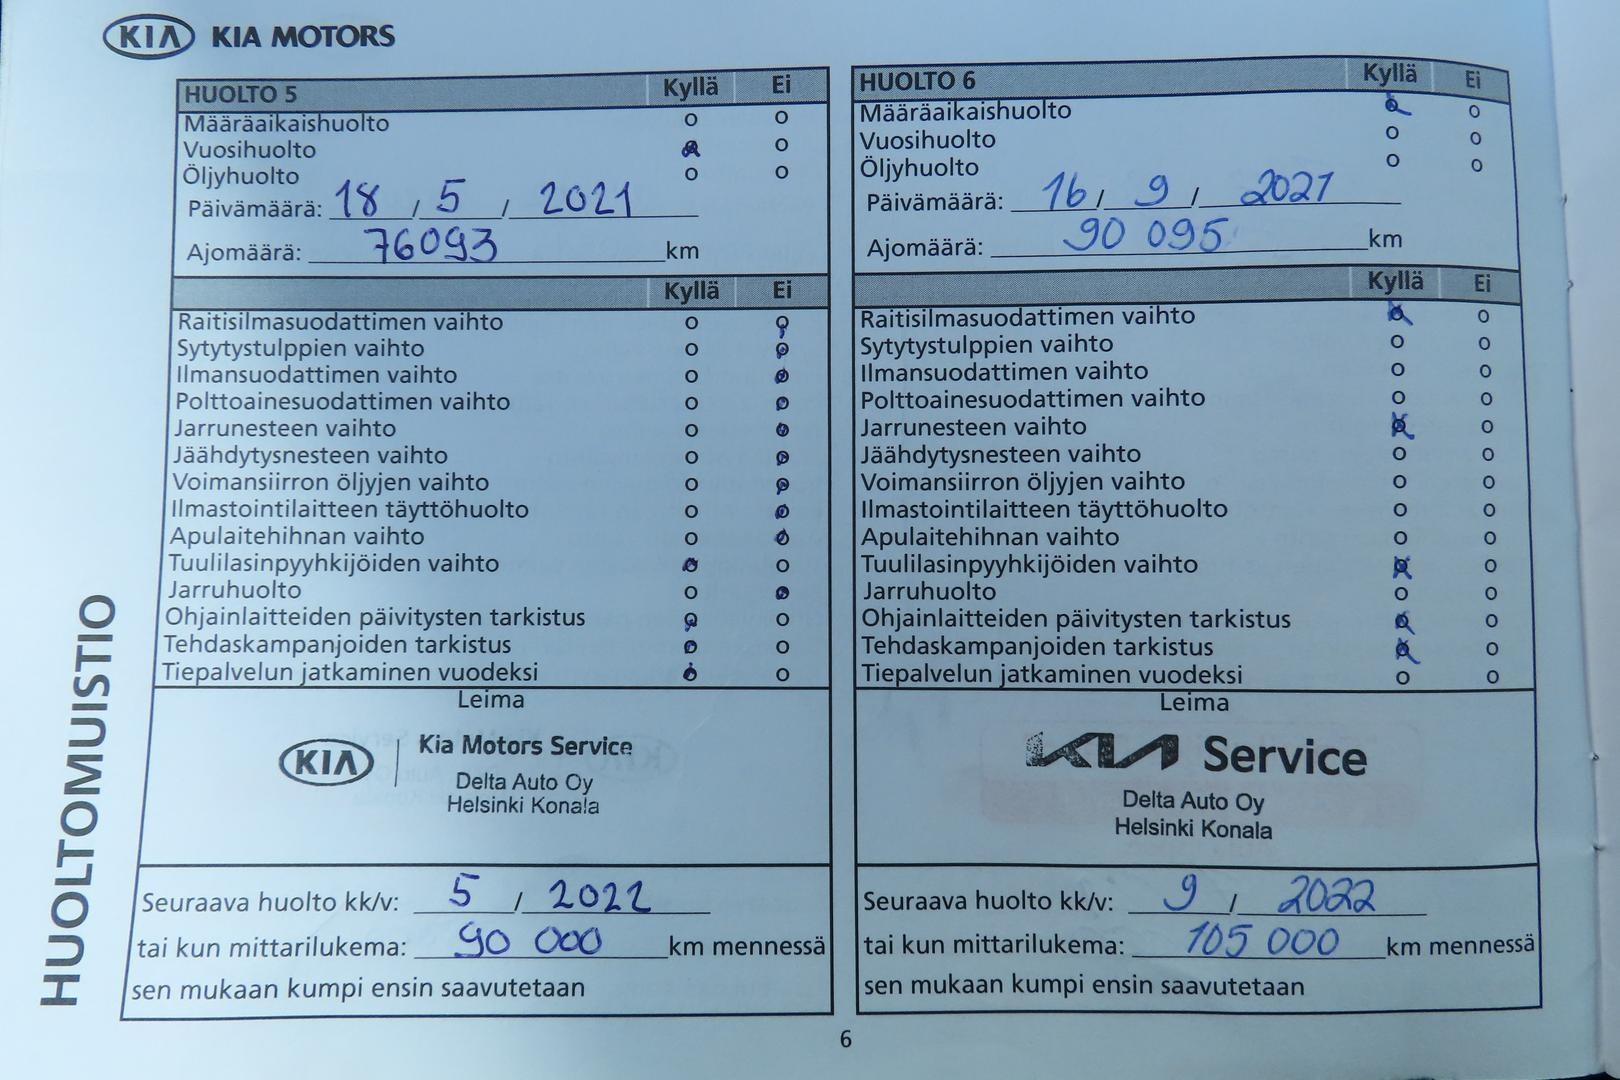 KIA KIA MOTORS
HUOLTOMUISTIO
HUOLTO 5 Kyllä Ei
Määräaikaishuolto o o
Vuosihuolto o o
Öljyhuolto o o
Päivämäärä: 18 / 5 / 2021
Ajomäärä: 76093 km
Kyllä Ei
Raitisilmasuodattimen vaihto o o
Sytytystulppien vaihto o o
Ilmansuodattimen vaihto o o
Polttoainesuodattimen vaihto o o
Jarrunesteen vaihto o o
Jäähdytysnesteen vaihto o o
Voimansiirron öljyjen vaihto o o
Ilmastointilaitteen täyttöhuolto o o
Apulaitehihnan vaihto o o
Tuulilasinpyyhkijöiden vaihto o o
Jarruhuolto o o
Ohjainlaitteiden päivitysten tarkistus o o
Tehdaskampanjoiden tarkistus o o
Tiepalvelun jatkaminen vuodeksi o o
Leima
KIA | Kia Motors Service
Delta Auto Oy
Helsinki Konala
Seuraava huolto kk/v: 5 / 2022
tai kun mittarilukema: 90 000 km mennessä
sen mukaan kumpi ensin saavutetaan
HUOLTO 6 Kyllä Ei
Määräaikaishuolto o o
Vuosihuolto o o
Öljyhuolto o o
Päivämäärä: 16 / 9 / 2021
Ajomäärä: 90 095 km
Kyllä Ei
Raitisilmasuodattimen vaihto o o
Sytytystulppien vaihto o o
Ilmansuodattimen vaihto o o
Polttoainesuodattimen vaihto o o
Jarrunesteen vaihto o o
Jäähdytysnesteen vaihto o o
Voimansiirron öljyjen vaihto o o
Ilmastointilaitteen täyttöhuolto o o
Apulaitehihnan vaihto o o
Tuulilasinpyyhkijöiden vaihto o o
Jarruhuolto o o
Ohjainlaitteiden päivitysten tarkistus o o
Tehdaskampanjoiden tarkistus o o
Tiepalvelun jatkaminen vuodeksi o o
Leima
KIA Service
Delta Auto Oy
Helsinki Konala
Seuraava huolto kk/v: 9 / 2022
tai kun mittarilukema: 105 000 km mennessä
sen mukaan kumpi ensin saavutetaan
6